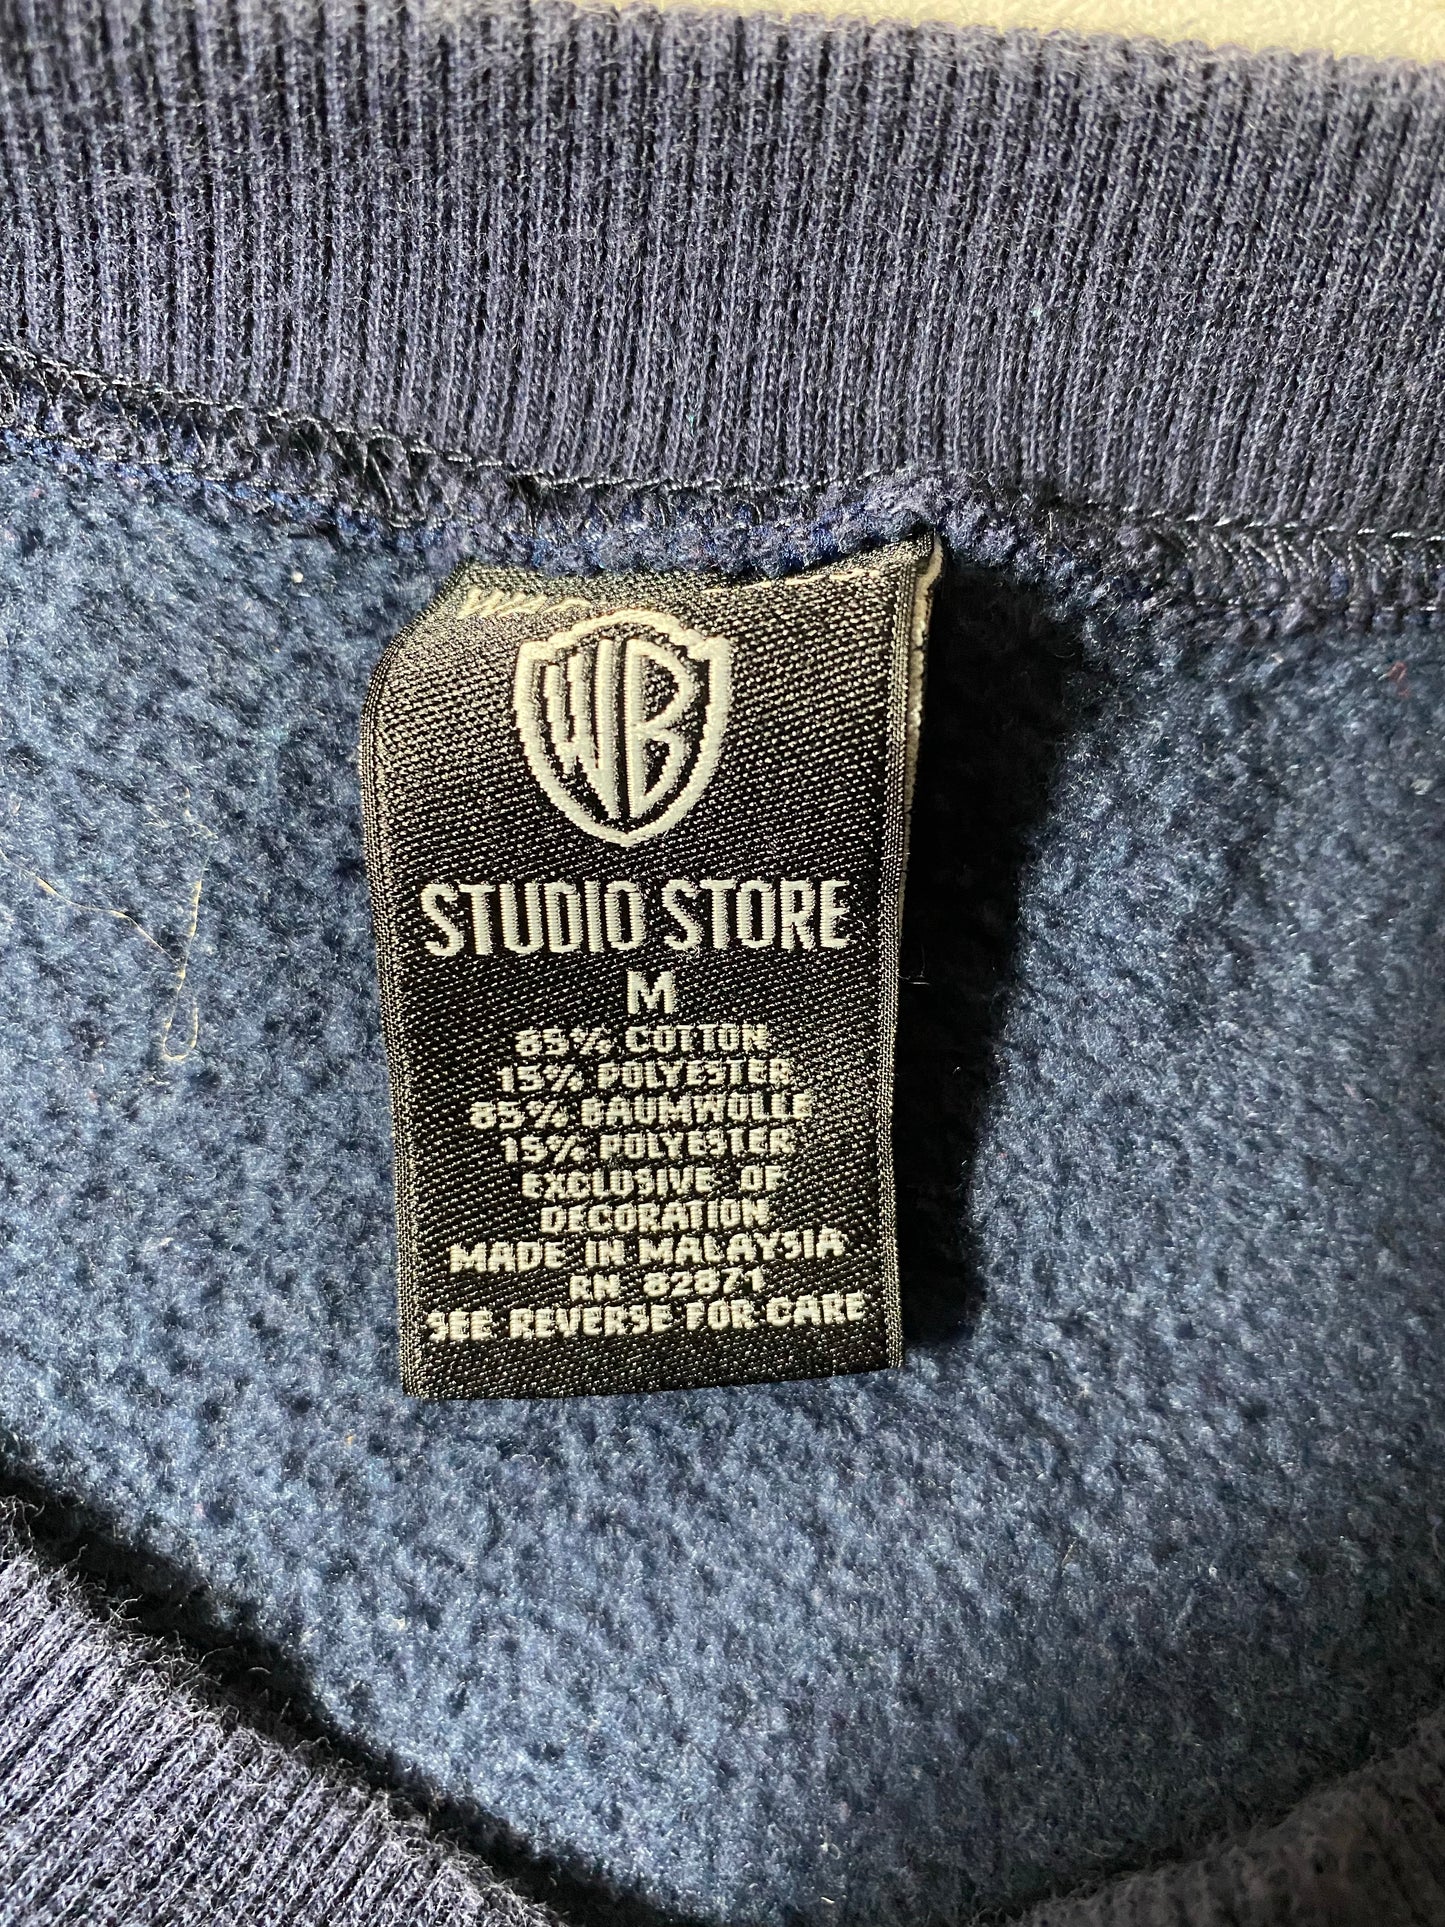 WB
STUDIO STORE
M
85% COTTON
15% POLYESTER
85% BAUMWOLLE
15% POLYESTER
EXCLUSIVE OF
DECORATION
MADE IN MALAYSIA
RN 82871
SEE REVERSE FOR CARE